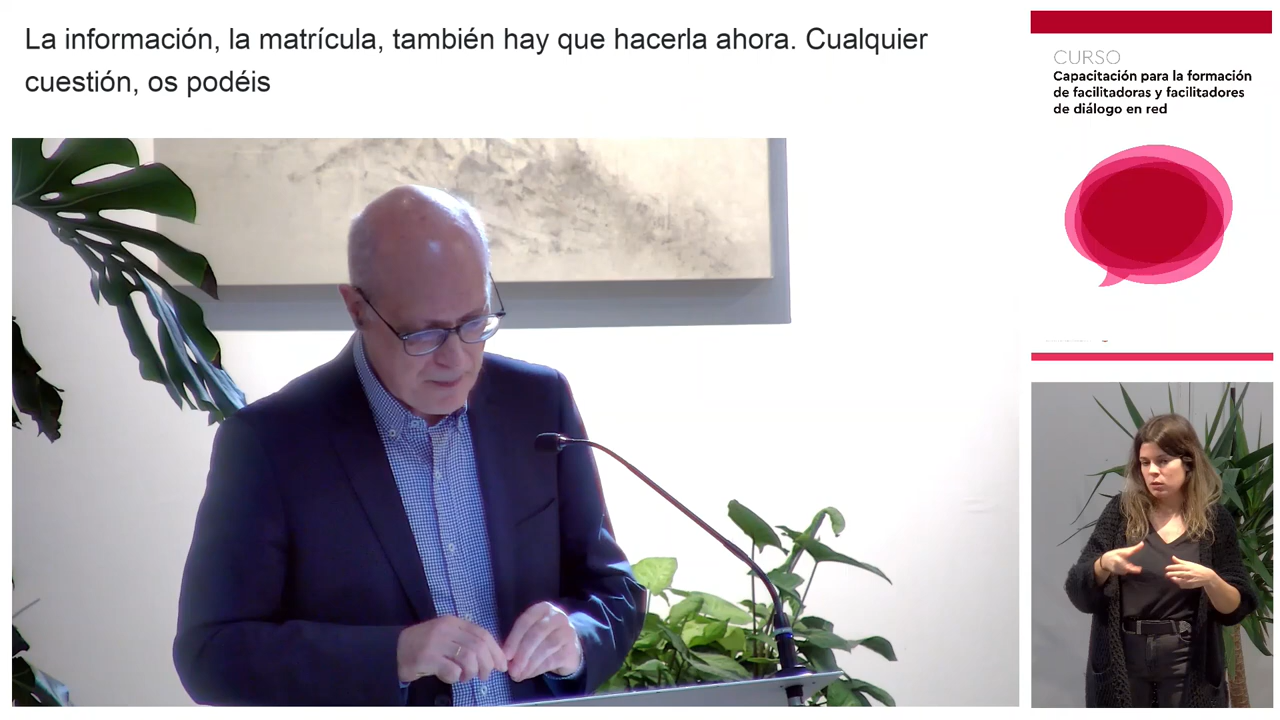 La información, la matrícula, también hay que hacerla ahora. Cualquier
cuestión, os podéis
CURSO
Capacitación para la formación
de facilitadoras y facilitadores
de diálogo en red